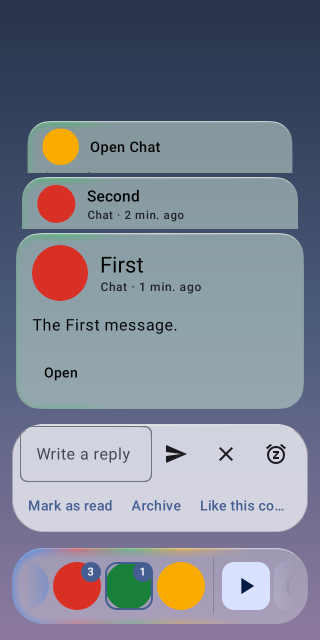 Open Chat
Second
Chat · 2 min. ago
First
Chat · 1 min. ago
The First message.
Open
Write a reply
Mark as read
Archive
Like this co...
3
1